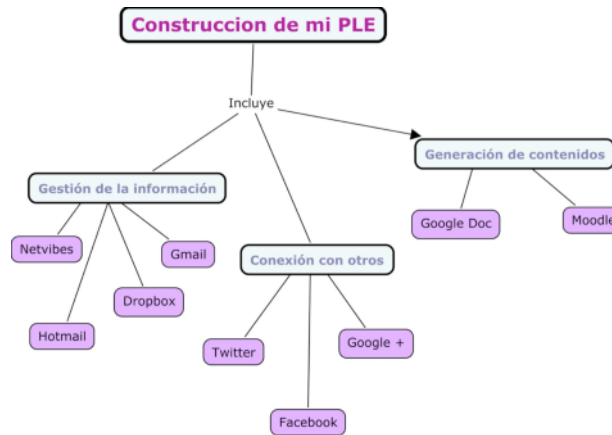 Construccion de mi PLE
Incluye
Generación de contenidos
Gestión de la información
Google Doc
Moodle
Netvibes
Gmail
Conexión con otros
Dropbox
Hotmail
Twitter
Google +
Facebook